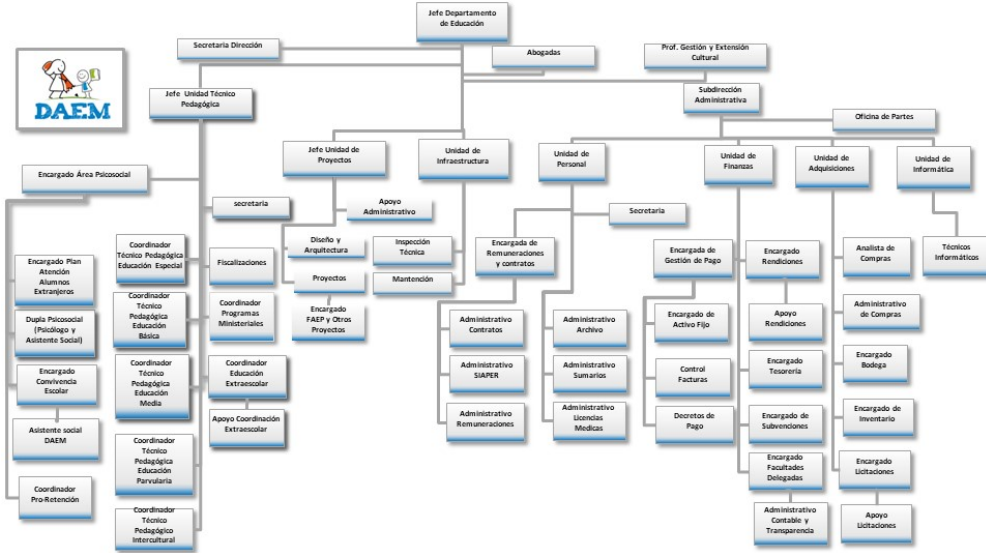 Jefe Departamento
de Educación
Secretaria Dirección
Abogadas
Prof. Gestión y Extensión
Cultural
DAEM
Jefe Unidad Técnico
Pedagógica
Subdirección
Administrativa
Oficina de Partes
Jefe Unidad de
Proyectos
Unidad de
Infraestructura
Unidad de
Personal
Unidad de
Finanzas
Unidad de
Adquisiciones
Unidad de
Informática
Encargado Área Psicosocial
secretaria
Apoyo
Administrativo
Secretaria
Encargado Plan
Atención
Alumnos
Extranjeros
Dupla Psicosocial
(Psicólogo y
Asistente Social)
Encargado
Convivencia
Escolar
Asistente social
DAEM
Coordinador
Pro-Retención
Coordinador
Técnico Pedagógica
Educación Especial
Coordinador
Técnico
Pedagógica
Educación
Básica
Coordinador
Técnico
Pedagógica
Educación
Media
Coordinador
Técnico
Pedagógica
Educación
Parvularia
Coordinador
Técnico
Pedagógico
Intercultural
Fiscalizaciones
Coordinador
Programas
Ministeriales
Coordinador
Educación
Extraescolar
Apoyo Coordinación
Extraescolar
Diseño y
Arquitectura
Proyectos
Encargado
FAEP y Otros
Proyectos
Inspección
Técnica
Mantención
Encargada de
Remuneraciones
y contratos
Administrativo
Contratos
Administrativo
SIAPER
Administrativo
Remuneraciones
Administrativo
Archivo
Administrativo
Sumarios
Administrativo
Licencias
Medicas
Encargada de
Gestión de Pago
Encargado de
Activo Fijo
Control
Facturas
Decretos de
Pago
Encargado
Rendiciones
Apoyo
Rendiciones
Encargado
Tesorería
Encargado de
Subvenciones
Encargado
Facultades
Delegadas
Administrativo
Contable y
Transparencia
Analista de
Compras
Administrativo
de Compras
Encargado
Bodega
Encargado de
Inventario
Encargado
Licitaciones
Apoyo
Licitaciones
Técnicos
Informáticos